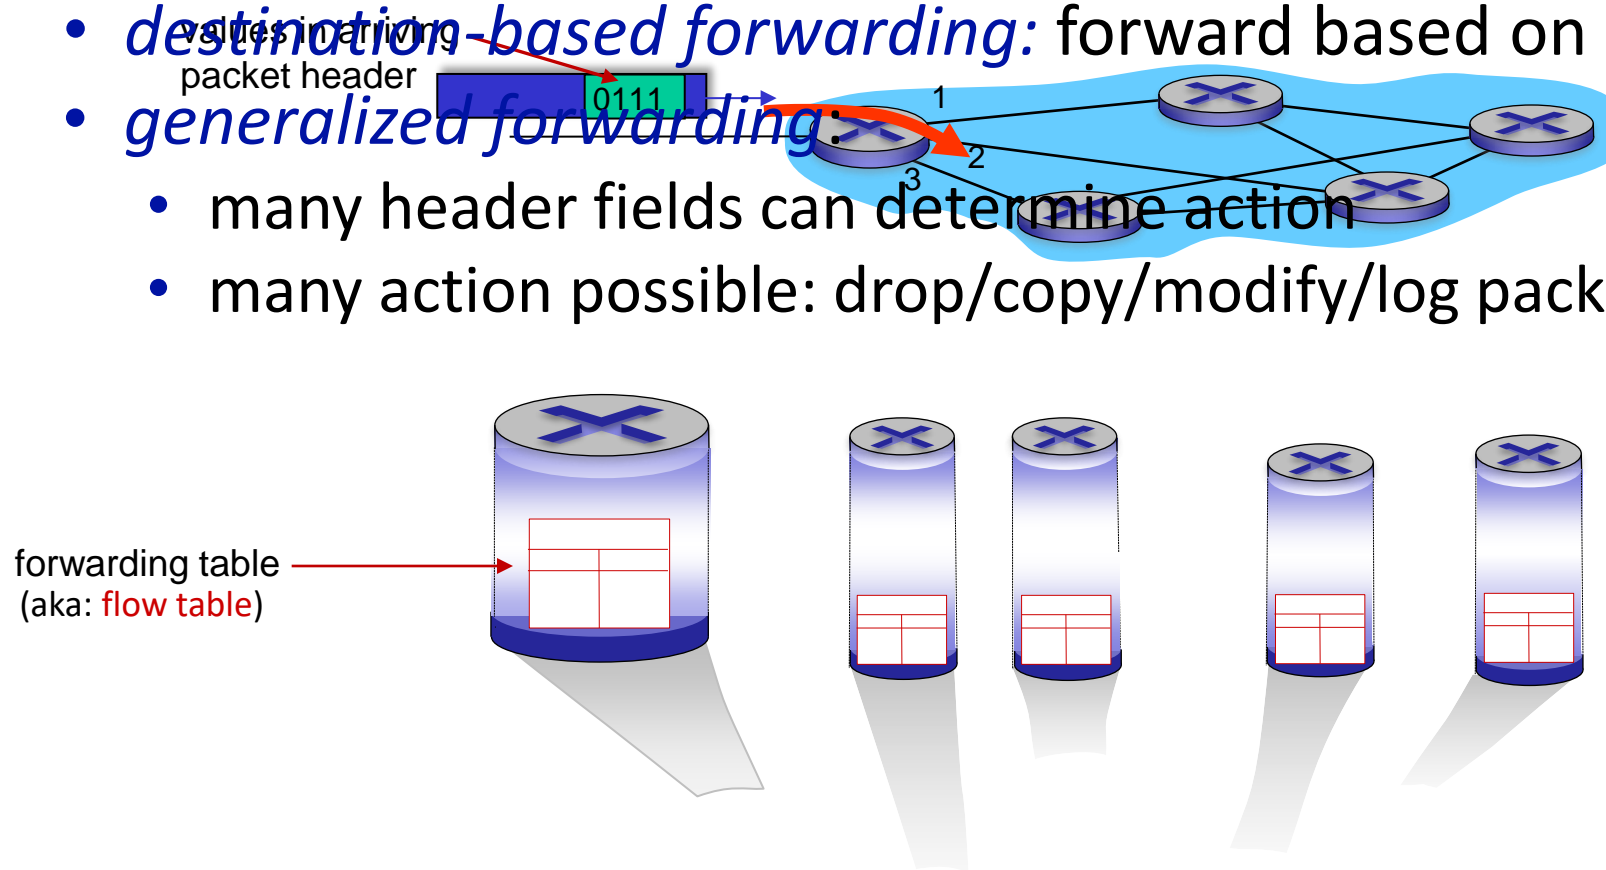 • destination-based forwarding: forward based on
values in arriving
packet header
0111
• generalized forwarding:
1
2
3
• many header fields can determine action
• many action possible: drop/copy/modify/log pack
forwarding table
(aka: flow table)